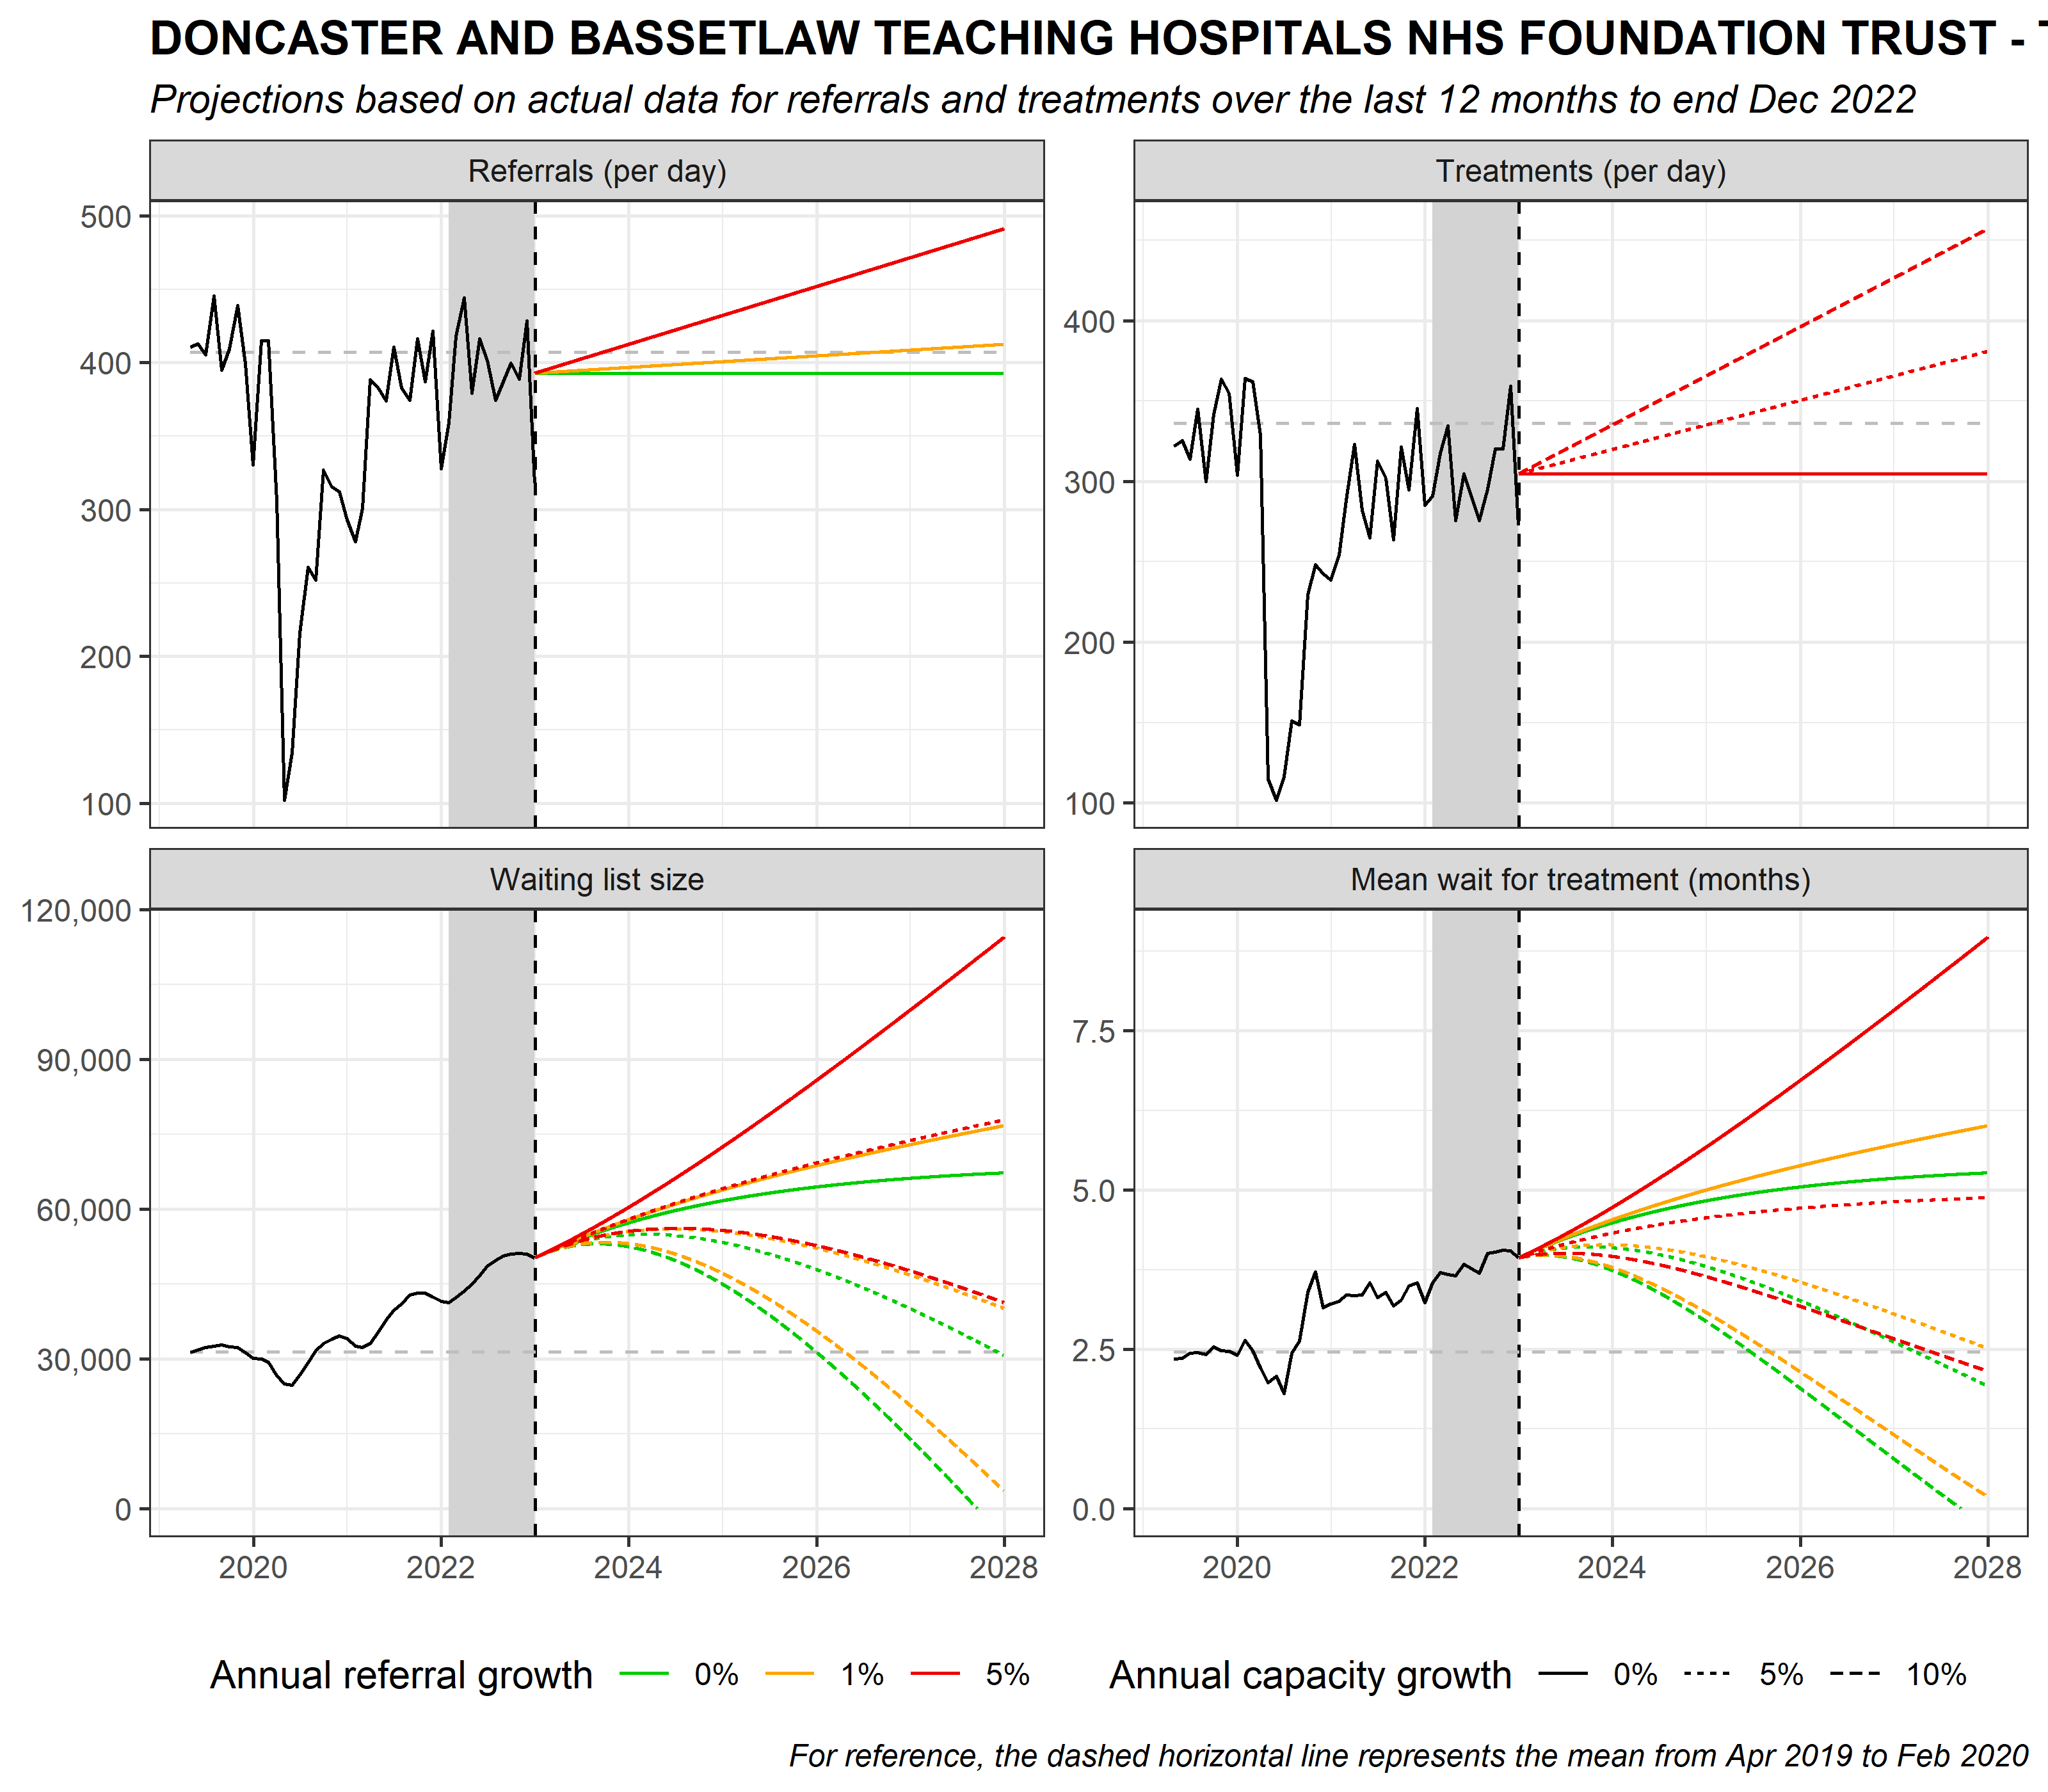 DONCASTER AND BASSETLAW TEACHING HOSPITALS NHS FOUNDATION TRUST - T
Projections based on actual data for referrals and treatments over the last 12 months to end Dec 2022
Referrals (per day)
500
400
300
200
100
Treatments (per day)
400
300
200
100
Waiting list size
120,000
90,000
60,000
30,000
0
2020 2022 2024 2026 2028
Mean wait for treatment (months)
7.5
5.0
2.5
0.0
2020 2022 2024 2026 2028
Annual referral growth 0% 1% 5%
Annual capacity growth 0% 5% 10%
For reference, the dashed horizontal line represents the mean from Apr 2019 to Feb 2020